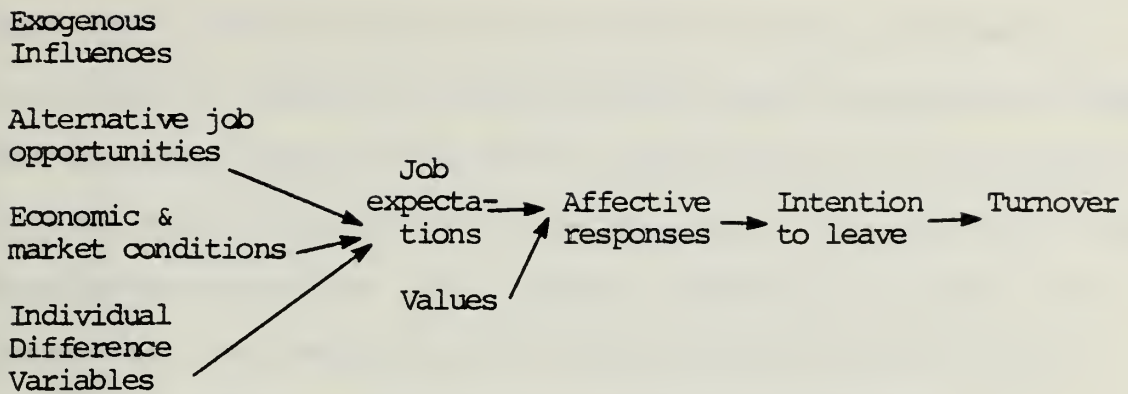 Exogenous
Influences
Alternative job
opportunities
Economic &
market conditions
Individual
Difference
Variables
Job
expecta-
tions
Values
Affective
responses
Intention
to leave
Turnover